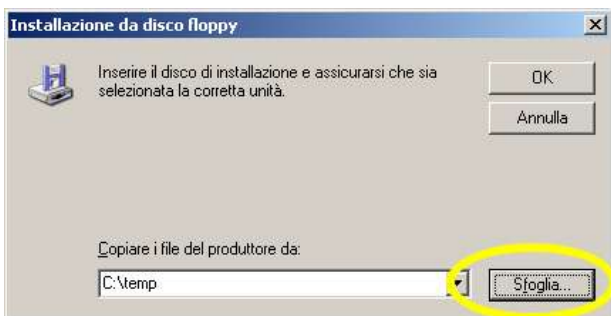 Installazione da disco floppy
Inserire il disco di installazione e assicurarsi che sia
selezionata la corretta unità.
OK
Annulla
Copiare i file del produttore da:
C:\temp
Sfoglia...